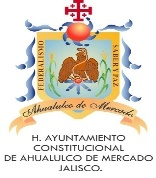 FEDERALISMO
SABER Y PAZ
Ahualulco de Mercado
H. AYUNTAMIENTO
CONSTITUCIONAL
DE AHUALULCO DE MERCADO
JALISCO.